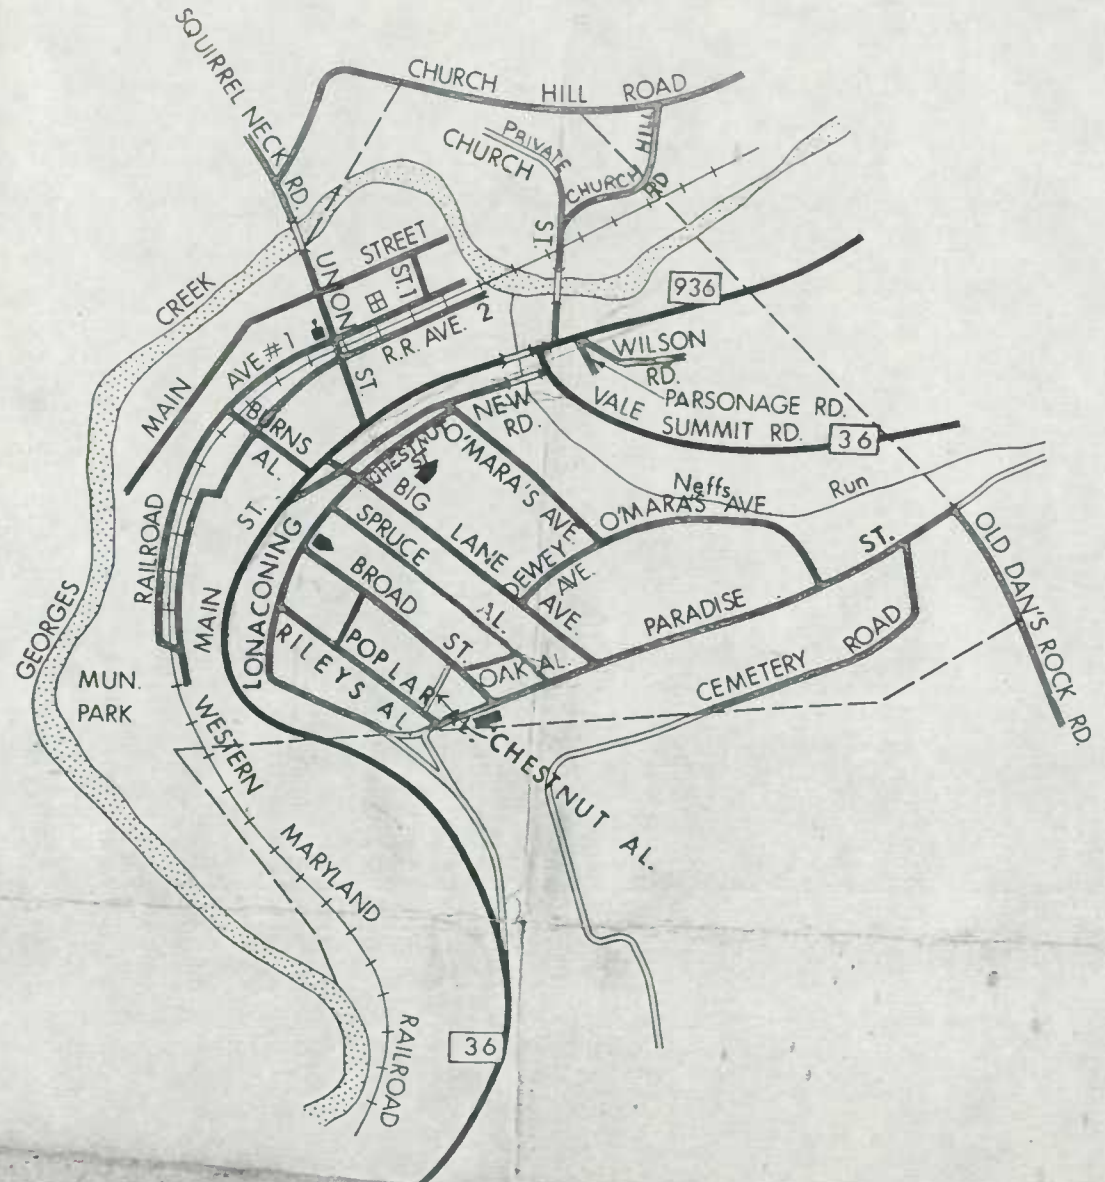 SQUIRREL NECK RD.
CHURCH HILL ROAD
PRIVATE
CHURCH ST.
CHURCH RD
UNION ST
MAIN STREET
ST. 1
RAILROAD AVE #1
R.R. AVE. 2
936
WILSON RD.
PARSONAGE RD.
VALE SUMMIT RD.
36
GEORGES CREEK
BURNS AL.
NEW RD.
CHESTNUT ST
O'MARA'S AVE
BIG LANE AVE.
SPRUCE AL.
DEWEY AVE.
Neffs Run
O'MARA'S AVE
BROAD ST
LONACONING
MAIN ST.
PARADISE ST.
OLD DAN'S ROCK RD.
CEMETERY ROAD
OAK AL.
POPLAR AL.
RILEYS AL
MUN. PARK
CHESTNUT AL.
WESTERN MARYLAND RAILROAD
36